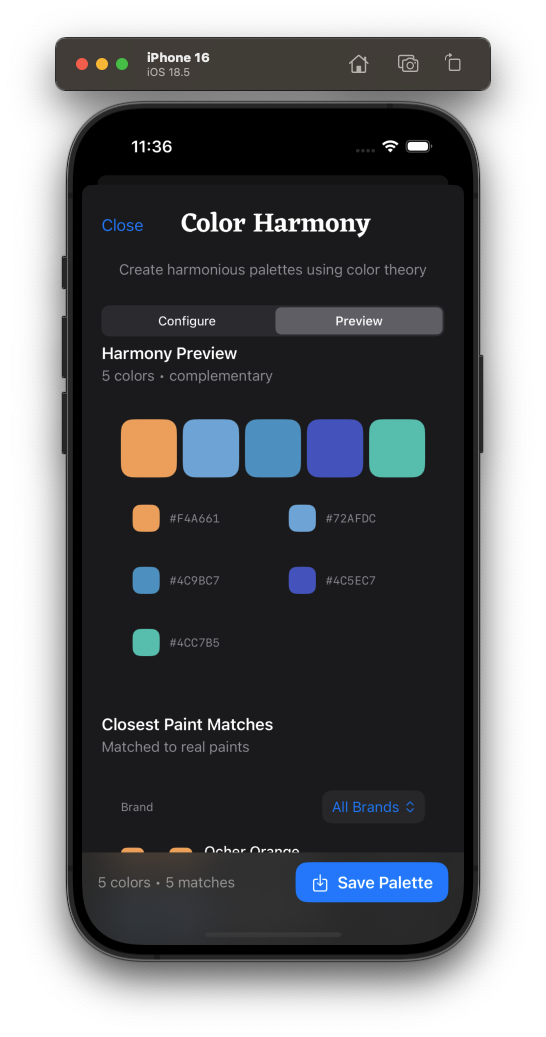 iPhone 16
iOS 18.5
11:36
Close
Color Harmony
Create harmonious palettes using color theory
Configure
Preview
Harmony Preview
5 colors • complementary
#F4A661
#72AFDC
#4C9BC7
#4C5EC7
#4CC7B5
Closest Paint Matches
Matched to real paints
Brand
All Brands
Ocher Orange
5 colors • 5 matches
Save Palette